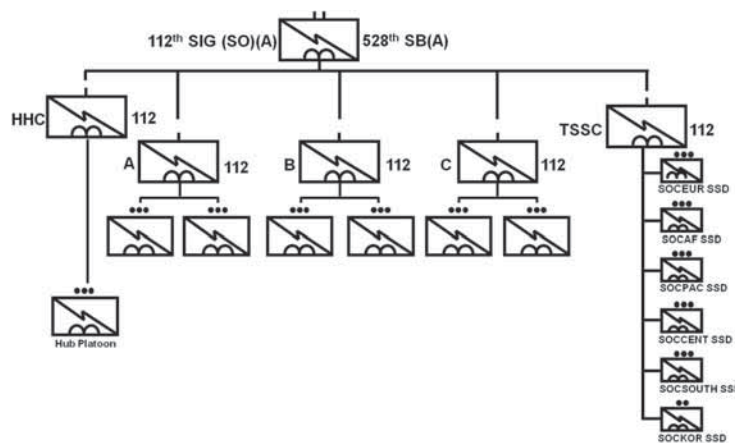 112th SIG (SO)(A) 528th SB(A)
HHC 112
TSSC 112
A 112
B 112
C 112
SOCEUR SSD
SOCAF SSD
SOCPAC SSD
SOCCENT SSD
SOCSOUTH SS
SOCKOR SSD
Hub Platoon